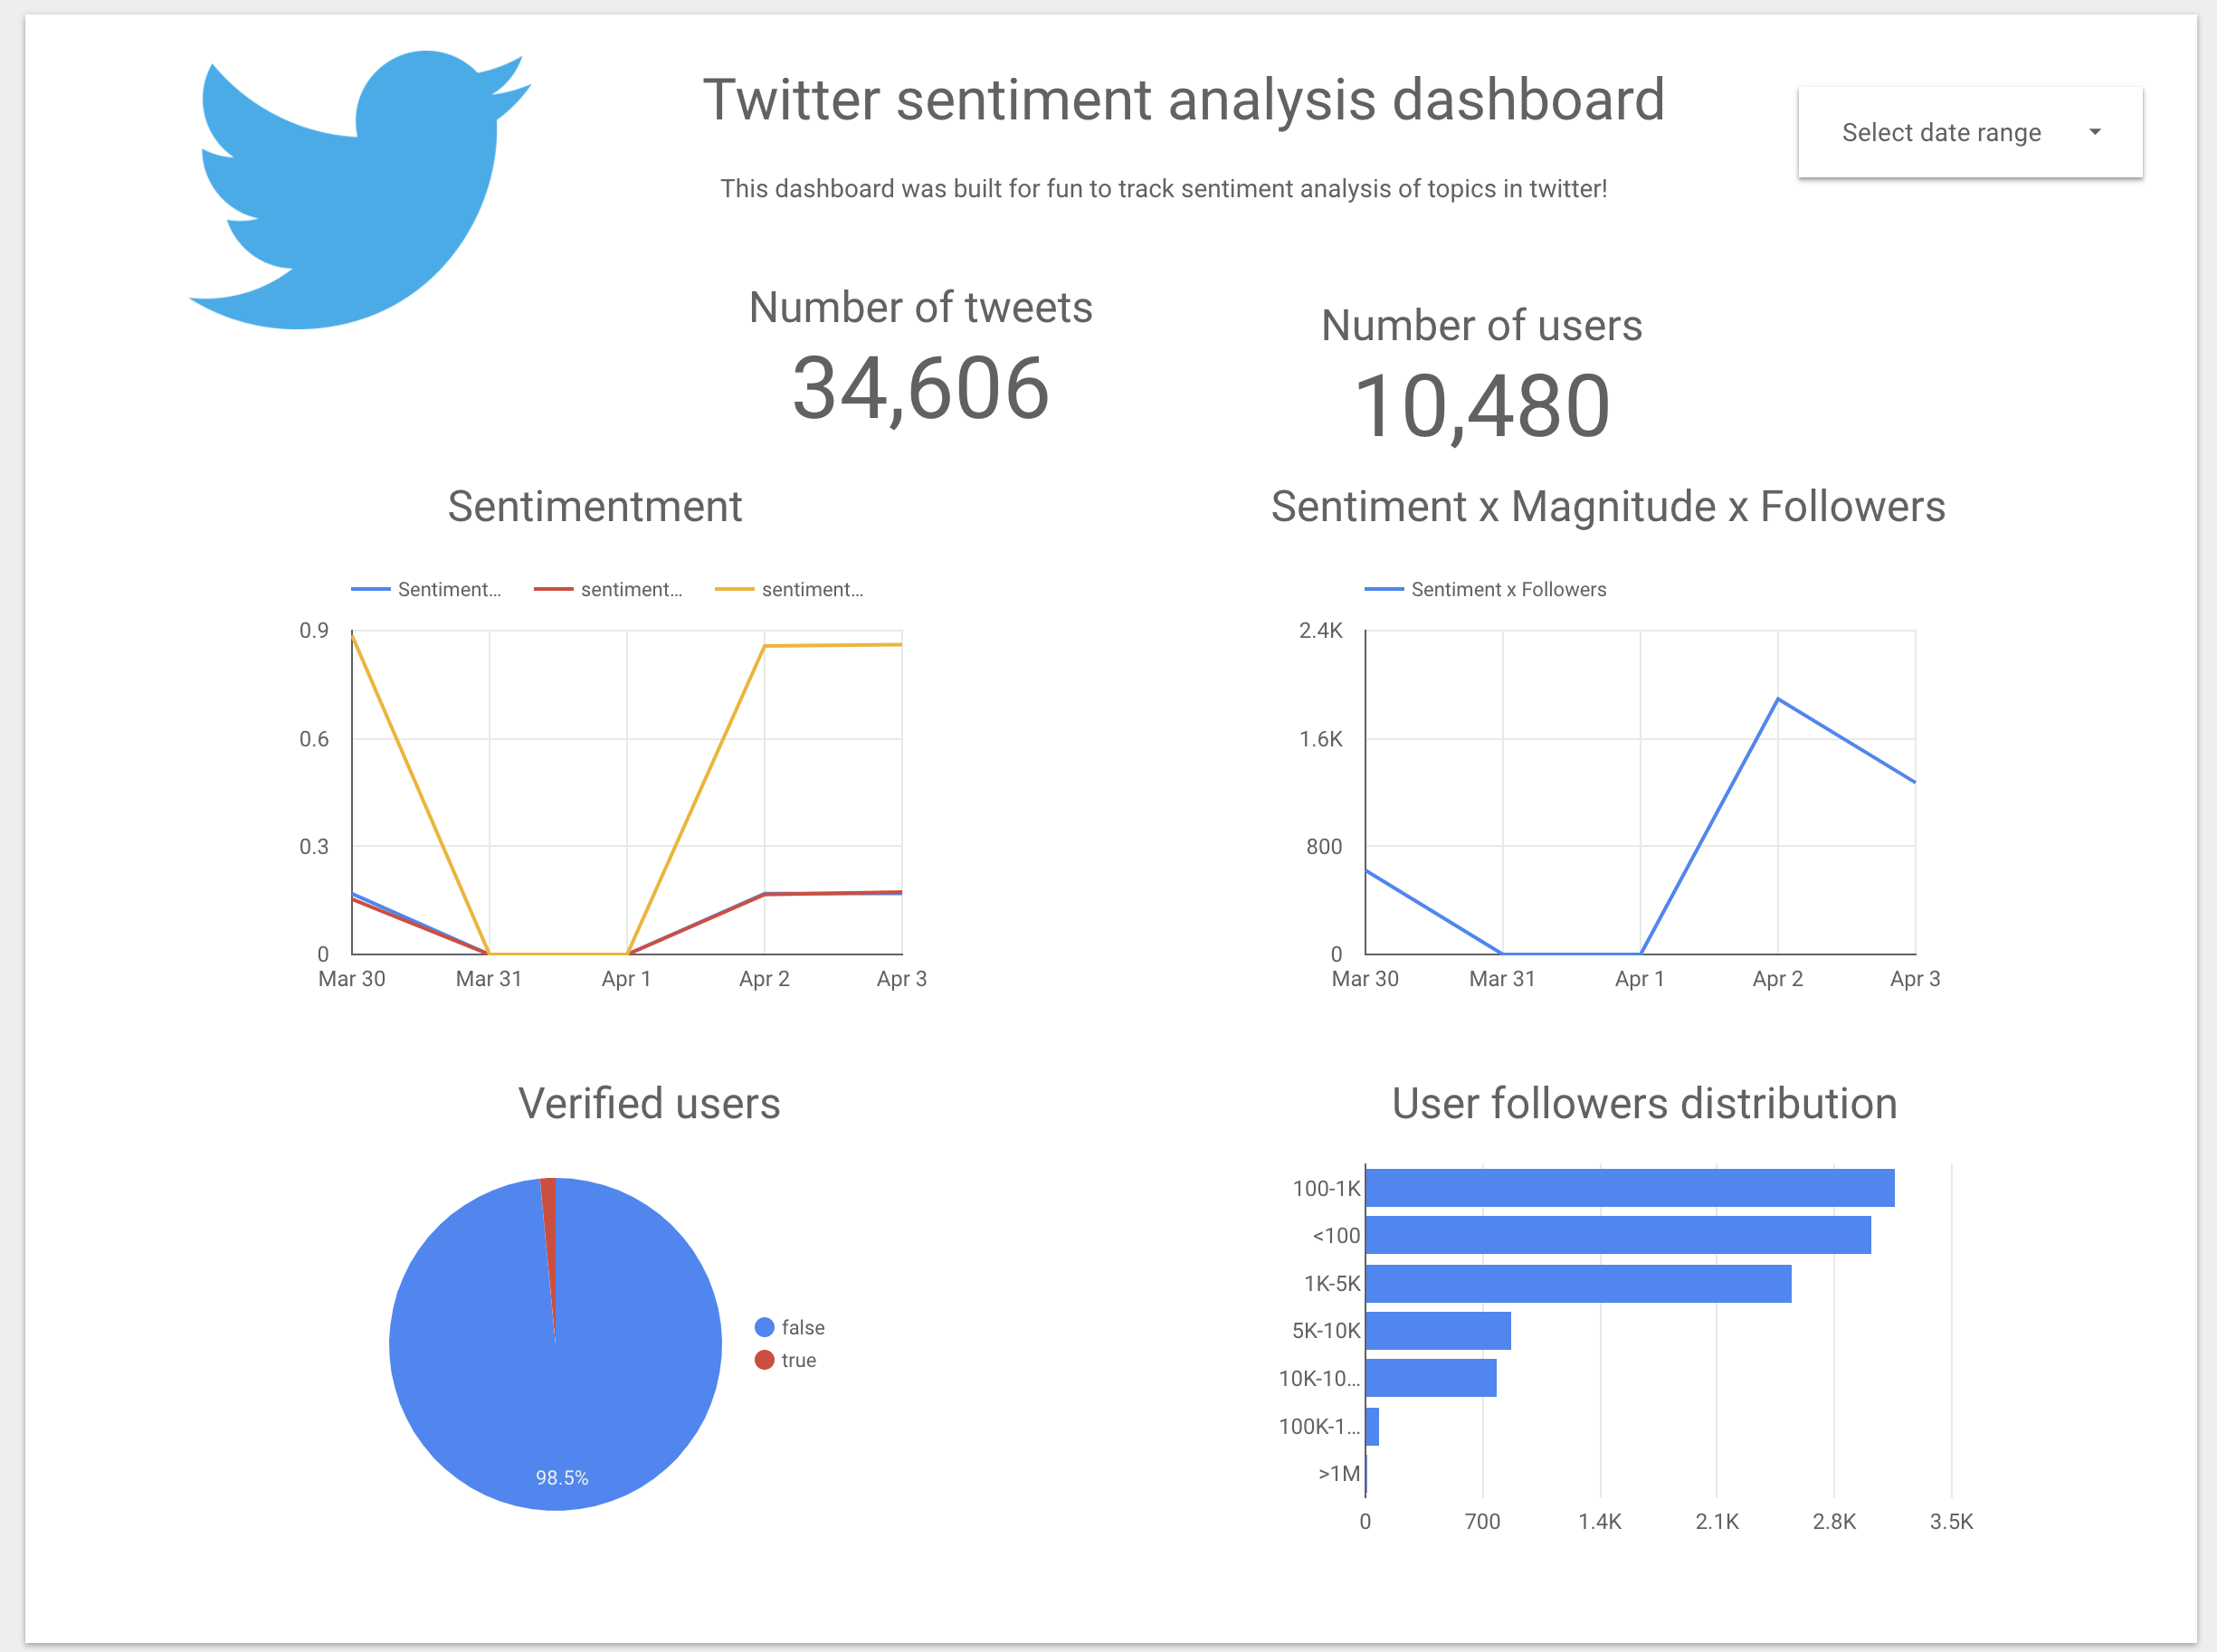 Twitter sentiment analysis dashboard
Select date range
This dashboard was built for fun to track sentiment analysis of topics in twitter!
Number of tweets
34,606
Number of users
10,480
Sentimentment
Sentiment... sentiment... sentiment...
0.9
0.6
0.3
0
Mar 30 Mar 31 Apr 1 Apr 2 Apr 3
Sentiment x Magnitude x Followers
Sentiment x Followers
2.4K
1.6K
800
0
Mar 30 Mar 31 Apr 1 Apr 2 Apr 3
Verified users
false
true
98.5%
User followers distribution
100-1K
<100
1K-5K
5K-10K
10K-10...
100K-1...
>1M
0 700 1.4K 2.1K 2.8K 3.5K